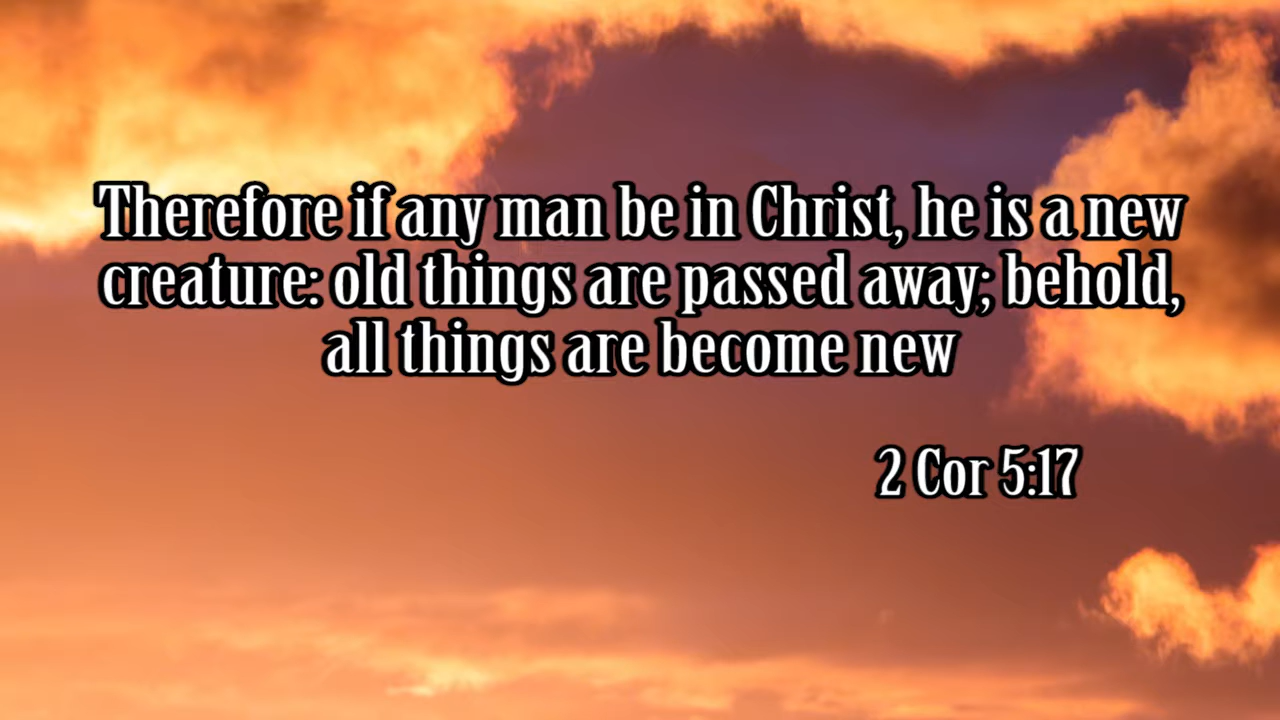 Therefore if any man be in Christ, he is a new
creature: old things are passed away; behold,
all things are become new
2 Cor 5:17